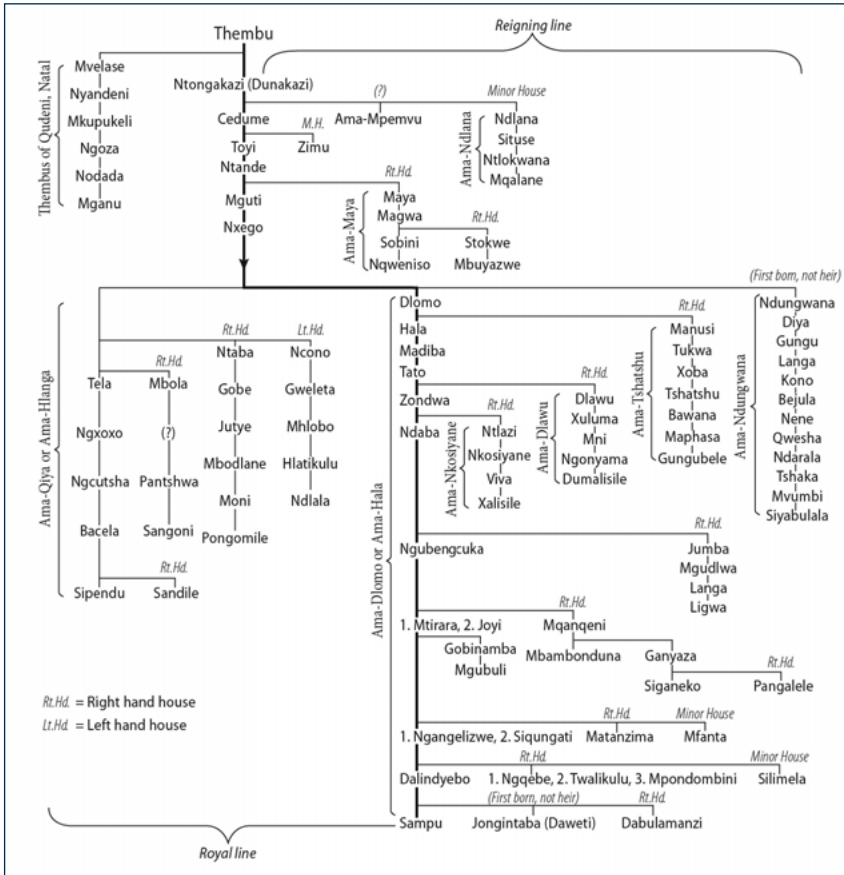 Thembu
Reigning line
Thembus of Qudeni, Natal
Mvelase
Nyandeni
Mkupukeli
Ngoza
Nodada
Mganu
Ntongakazi (Dunakazi)
(?)
Minor House
Cedume
Ama-Mpemvu
Ama-Ndlana
Ndlana
Situse
Ntlokwana
Mqalane
M.H.
Toyi
Zimu
Ntande
Rt.Hd.
Mguti
Nxego
Ama-Maya
Maya
Magwa
Rt.Hd.
Sobini
Stokwe
Nqweniso
Mbuyazwe
(First born, not heir)
Ama-Qiya or Ama-Hlanga
Rt.Hd.
Lt.Hd.
Ntaba
Ncono
Rt.Hd.
Tela
Mbola
Gobe
Gweleta
Ngxoxo
(?)
Jutye
Mhlobo
Ngcutsha
Pantshwa
Mbodlane
Hlatikulu
Bacela
Sangoni
Moni
Ndlala
Pongomile
Rt.Hd.
Sipendu
Sandile
Ama-Dlomo or Ama-Hala
Dlomo
Hala
Madiba
Tato
Zondwa
Ndaba
Rt.Hd.
Ama-Nkosiyane
Ntlazi
Nkosiyane
Viva
Xalisile
Rt.Hd.
Ama-Dlawu
Dlawu
Xuluma
Mni
Ngonyama
Dumalisile
Rt.Hd.
Ama-Tshatshu
Manusi
Tukwa
Xoba
Tshatshu
Bawana
Maphasa
Gungubele
Ama-Ndungwana
Ndungwana
Diya
Gungu
Langa
Kono
Bejula
Nene
Qwesha
Ndarala
Tshaka
Mvumbi
Siyabulala
Rt.Hd.
Ngubengcuka
Jumba
Mgudlwa
Langa
Ligwa
Rt.Hd.
1. Mtirara, 2. Joyi
Mqanqeni
Gobinamba
Mgubuli
Mbambonduna
Ganyaza
Rt.Hd.
Siganeko
Pangalele
Rt.Hd.
Minor House
1. Ngangelizwe, 2. Siqungati
Matanzima
Mfanta
Rt.Hd.
Minor House
Dalindyebo
1. Ngqebe, 2. Twalikulu, 3. Mpondombini
Silimela
(First born, not heir)
Rt.Hd.
Sampu
Jongintaba (Daweti)
Dabulamanzi
Rt.Hd. = Right hand house
Lt.Hd. = Left hand house
Royal line